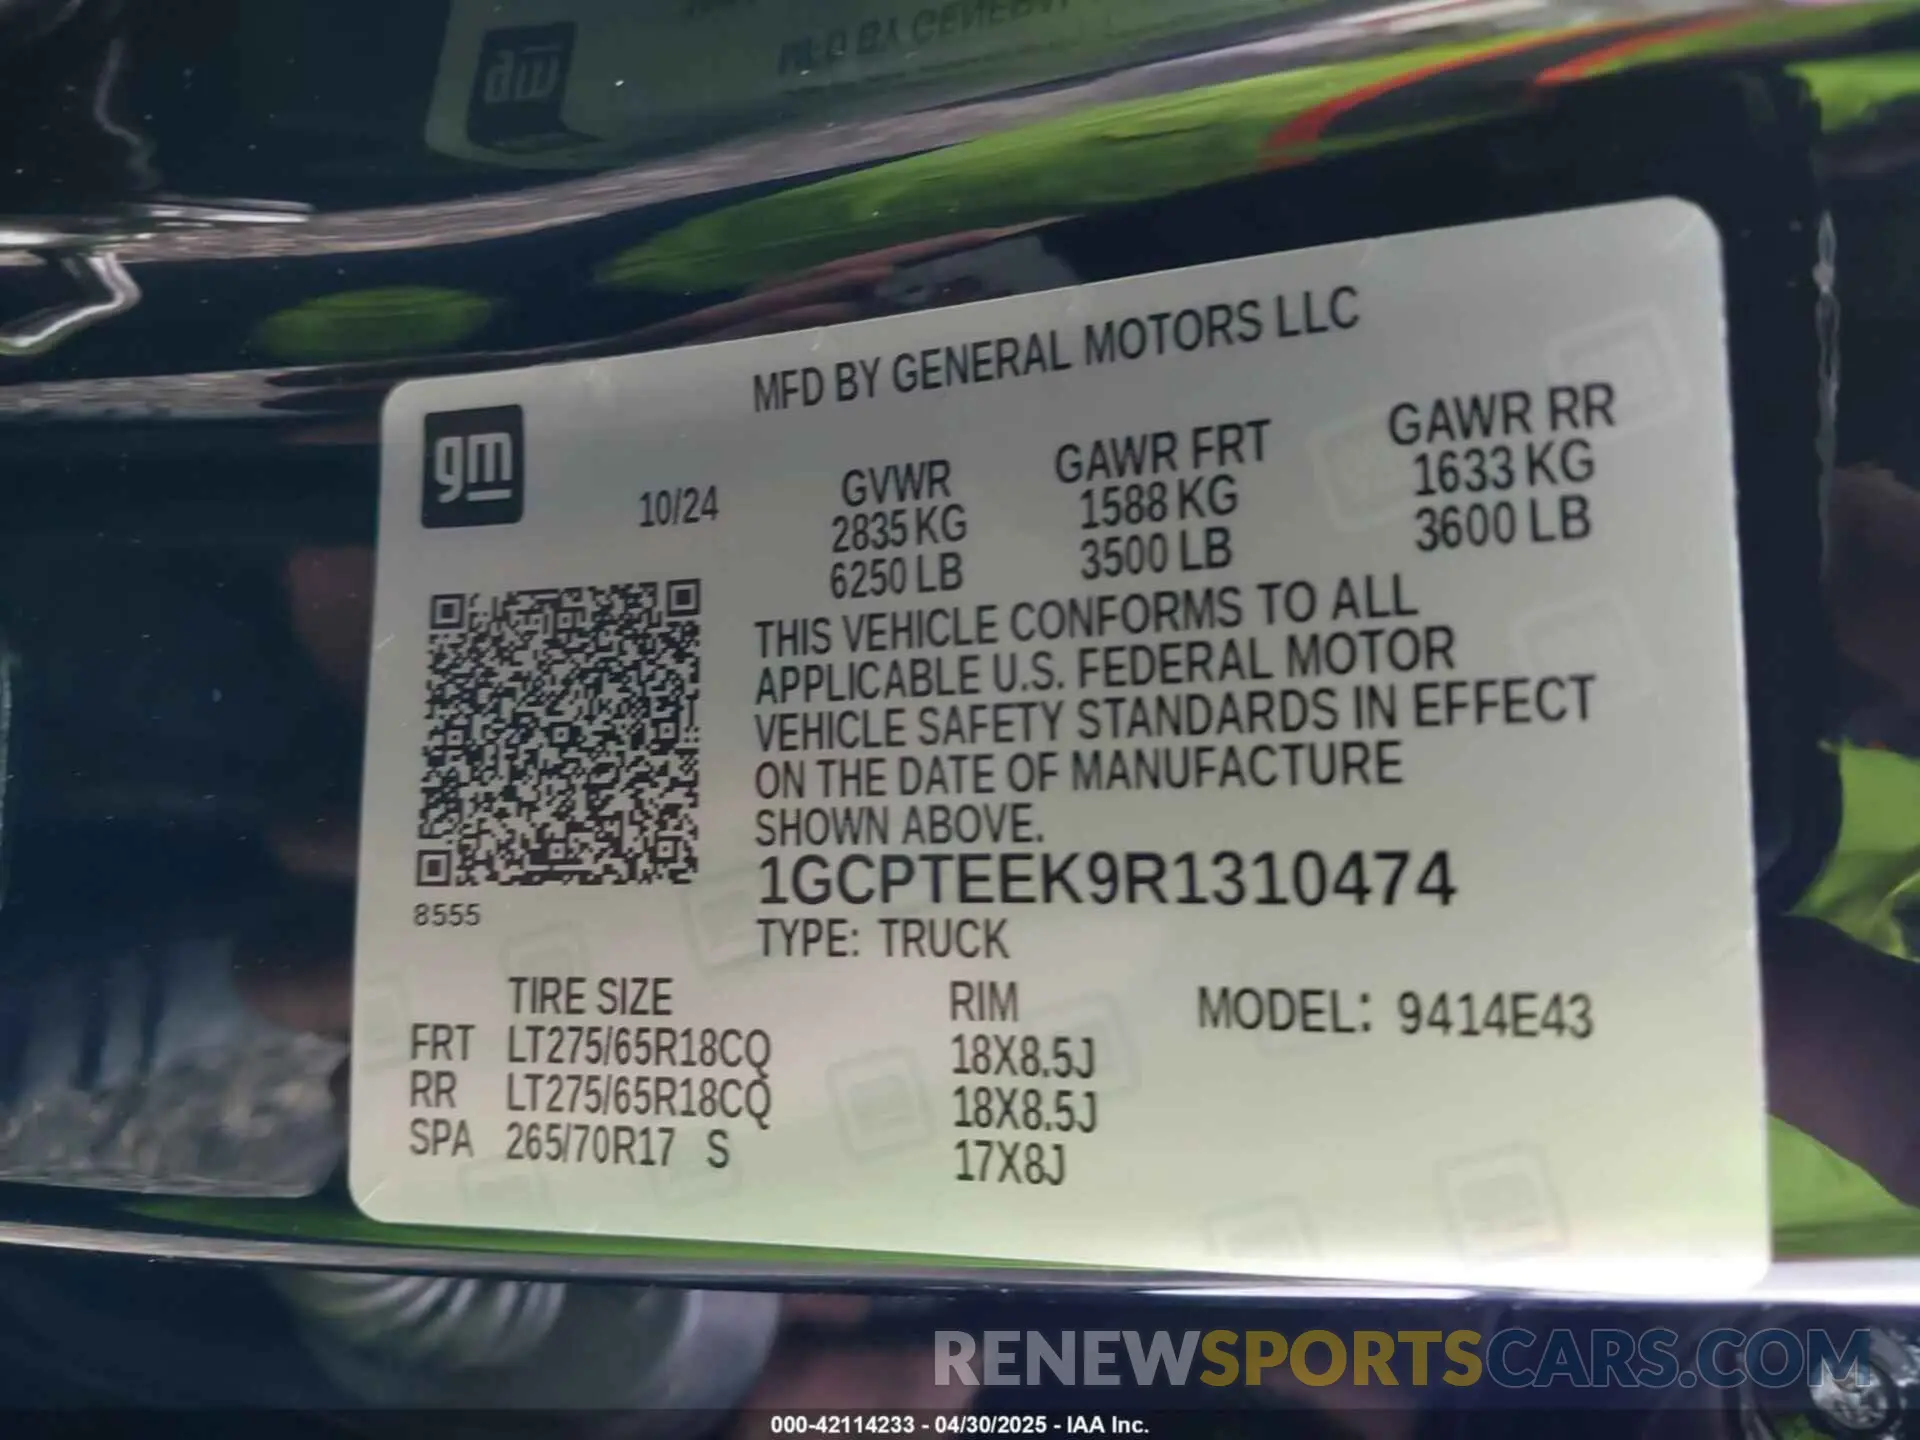 MFD BY GENERAL MOTORS LLC
gm
10/24
GVWR GAWR FRT GAWR RR
2835 KG 1588 KG 1633 KG
6250 LB 3500 LB 3600 LB
THIS VEHICLE CONFORMS TO ALL
APPLICABLE U.S. FEDERAL MOTOR
VEHICLE SAFETY STANDARDS IN EFFECT
ON THE DATE OF MANUFACTURE
SHOWN ABOVE.
1GCPTEEK9R1310474
8555
TYPE: TRUCK
TIRE SIZE RIM MODEL: 9414E43
FRT LT275/65R18CQ 18X8.5J
RR LT275/65R18CQ 18X8.5J
SPA 265/70R17 S 17X8J
RENEWSPORTSCARS.COM
000-42114233 - 04/30/2025 - IAA Inc.